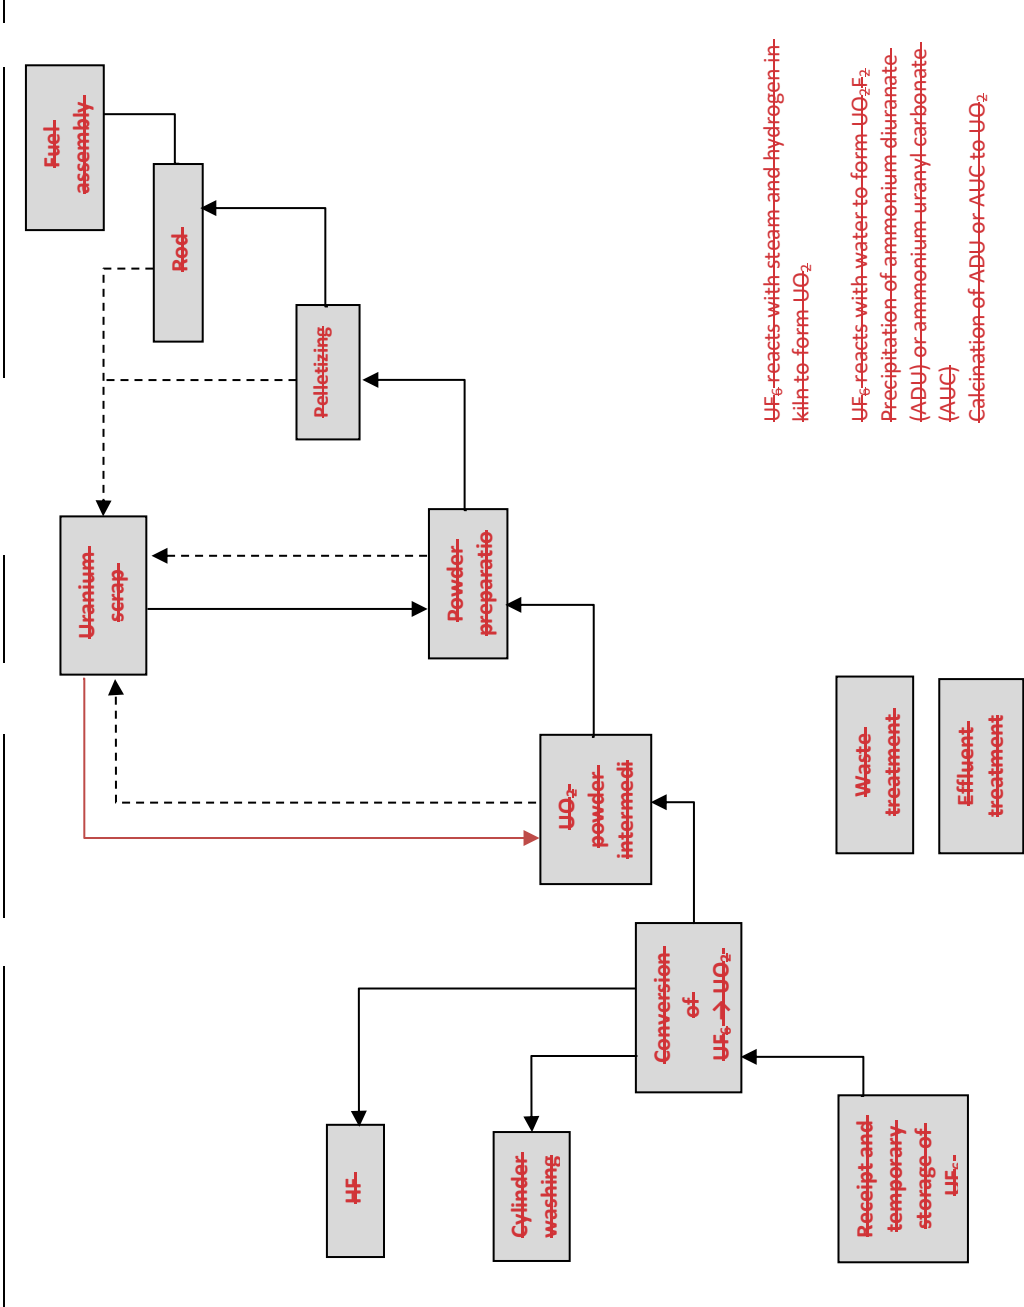 Receipt and
temporary
storage of
UF₆
Conversion
of
UF₆ → UO₂
HF
Cylinder
washing
UO₂
powder
intermedi
Powder
preparatio
Pelletizing
Rod
Fuel
assembly
Uranium
scrap
Waste
treatment
Effluent
treatment
UF₆ reacts with steam and hydrogen in
kiln to form UO₂
UF₆ reacts with water to form UO₂F₂
Precipitation of ammonium diuranate
(ADU) or ammonium uranyl carbonate
(AUC)
Calcination of ADU or AUC to UO₂